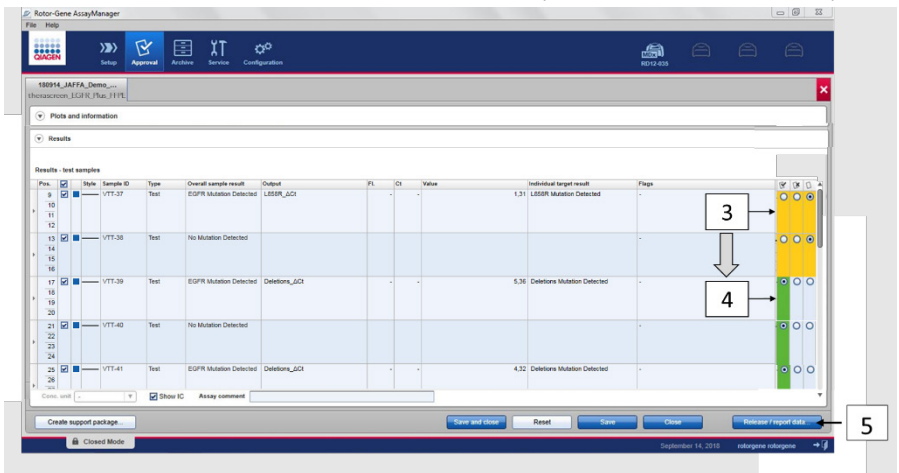 Rotor-Gene AssayManager
File Help
QIAGEN
Setup Approval Archive Service Configuration
RD12-035
180914_JAFFA_Demo_...
therascreen_EGFR_Plus_FFPE
Plots and information
Results
Results - test samples
Pos. Style Sample ID Type Overall sample result Output Fl. Ct Value Individual target result Flags
9 VTT-37 Test EGFR Mutation Detected L858R_ΔCt - - 1,31 L858R Mutation Detected -
10
11
12
3
13 VTT-38 Test No Mutation Detected -
14
15
16
17 VTT-39 Test EGFR Mutation Detected Deletions_ΔCt - - 5,36 Deletions Mutation Detected -
18
19
20
4
21 VTT-40 Test No Mutation Detected -
22
23
24
25 VTT-41 Test EGFR Mutation Detected Deletions_ΔCt - - 4,32 Deletions Mutation Detected -
26
Conc. unit - Show IC Assay comment
Create support package... Save and close Reset Save Close Release / report data...
5
Closed Mode September 14, 2018 rotorgene rotorgene